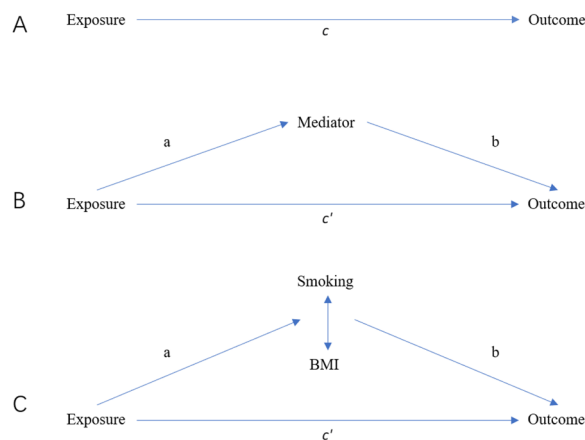 A
Exposure
Outcome
c
Mediator
a
b
B
Exposure
Outcome
c'
Smoking
a
b
BMI
C
Exposure
Outcome
c'